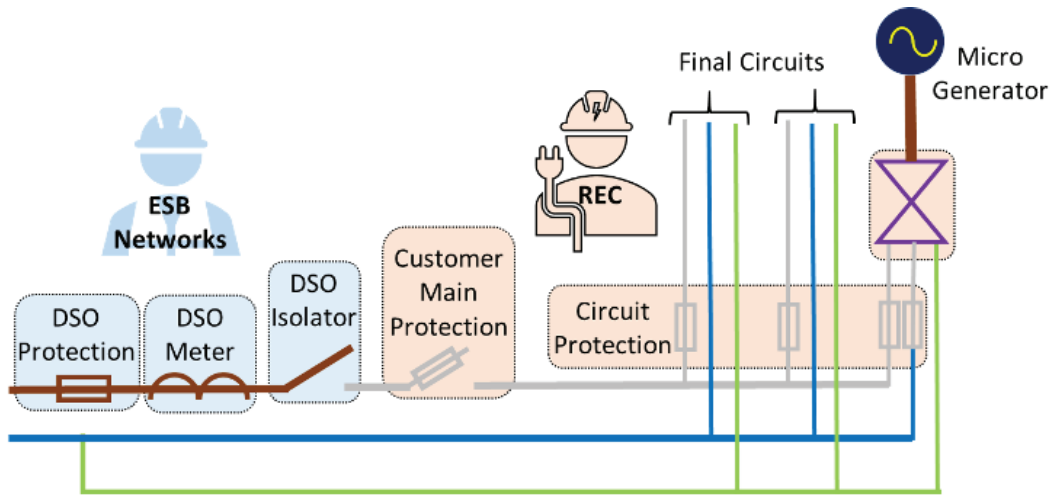 Final Circuits
Micro
Generator
ESB
Networks
REC
Customer
Main
Protection
DSO
Isolator
DSO
Protection
DSO
Meter
Circuit
Protection